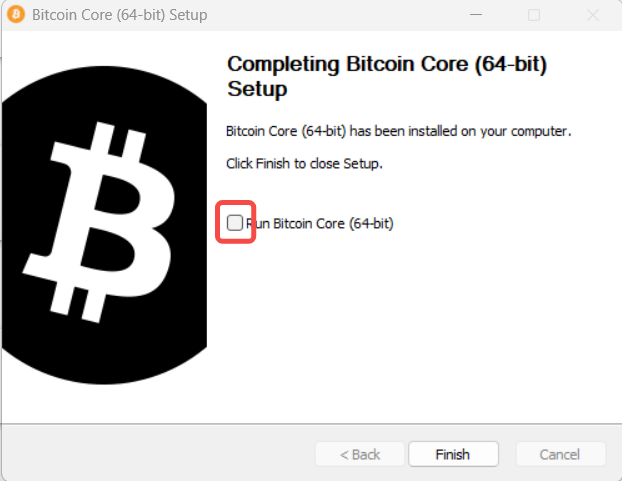 Bitcoin Core (64-bit) Setup
Completing Bitcoin Core (64-bit)
Setup
Bitcoin Core (64-bit) has been installed on your computer.
Click Finish to close Setup.
Run Bitcoin Core (64-bit)
< Back
Finish
Cancel